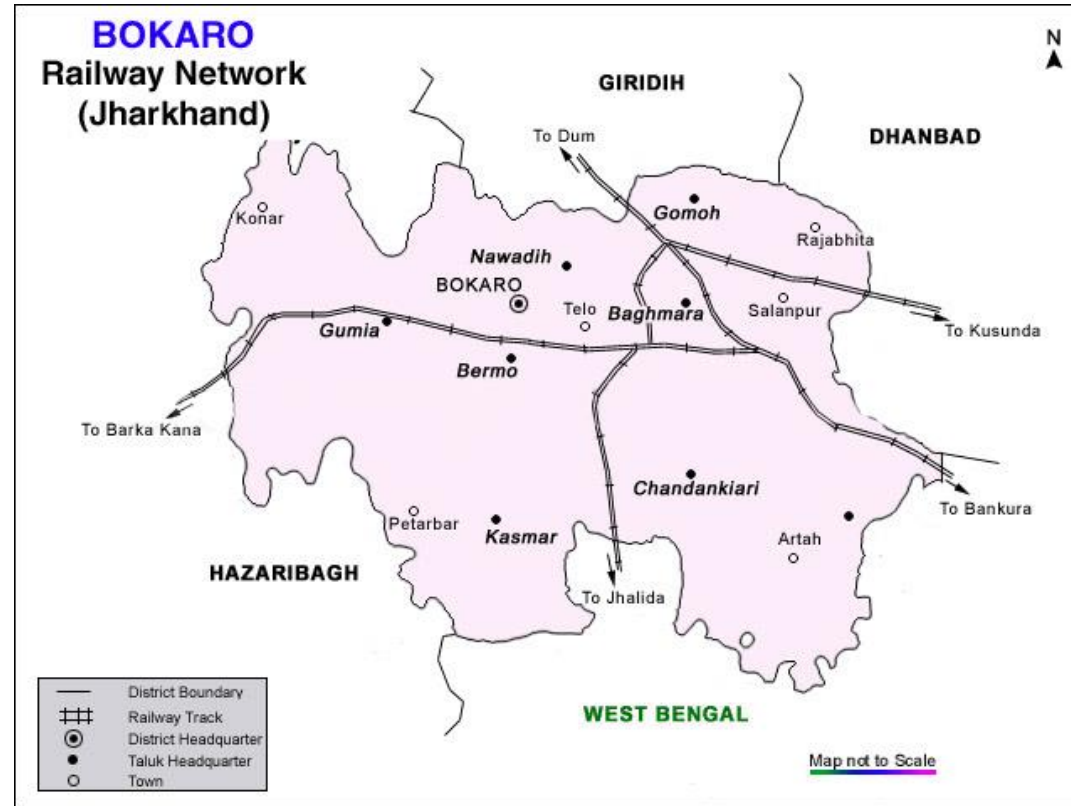 BOKARO
Railway Network
(Jharkhand)
N
GIRIDIH
To Dum
DHANBAD
Gomoh
Konar
Rajabhita
Nawadih
BOKARO
Telo
Baghmara
Salanpur
Gumia
To Kusunda
Bermo
To Barka Kana
Chandankiari
Petarbar
Kasmar
To Bankura
Artah
HAZARIBAGH
To Jhalida
WEST BENGAL
District Boundary
Railway Track
District Headquarter
Taluk Headquarter
Town
Map not to Scale